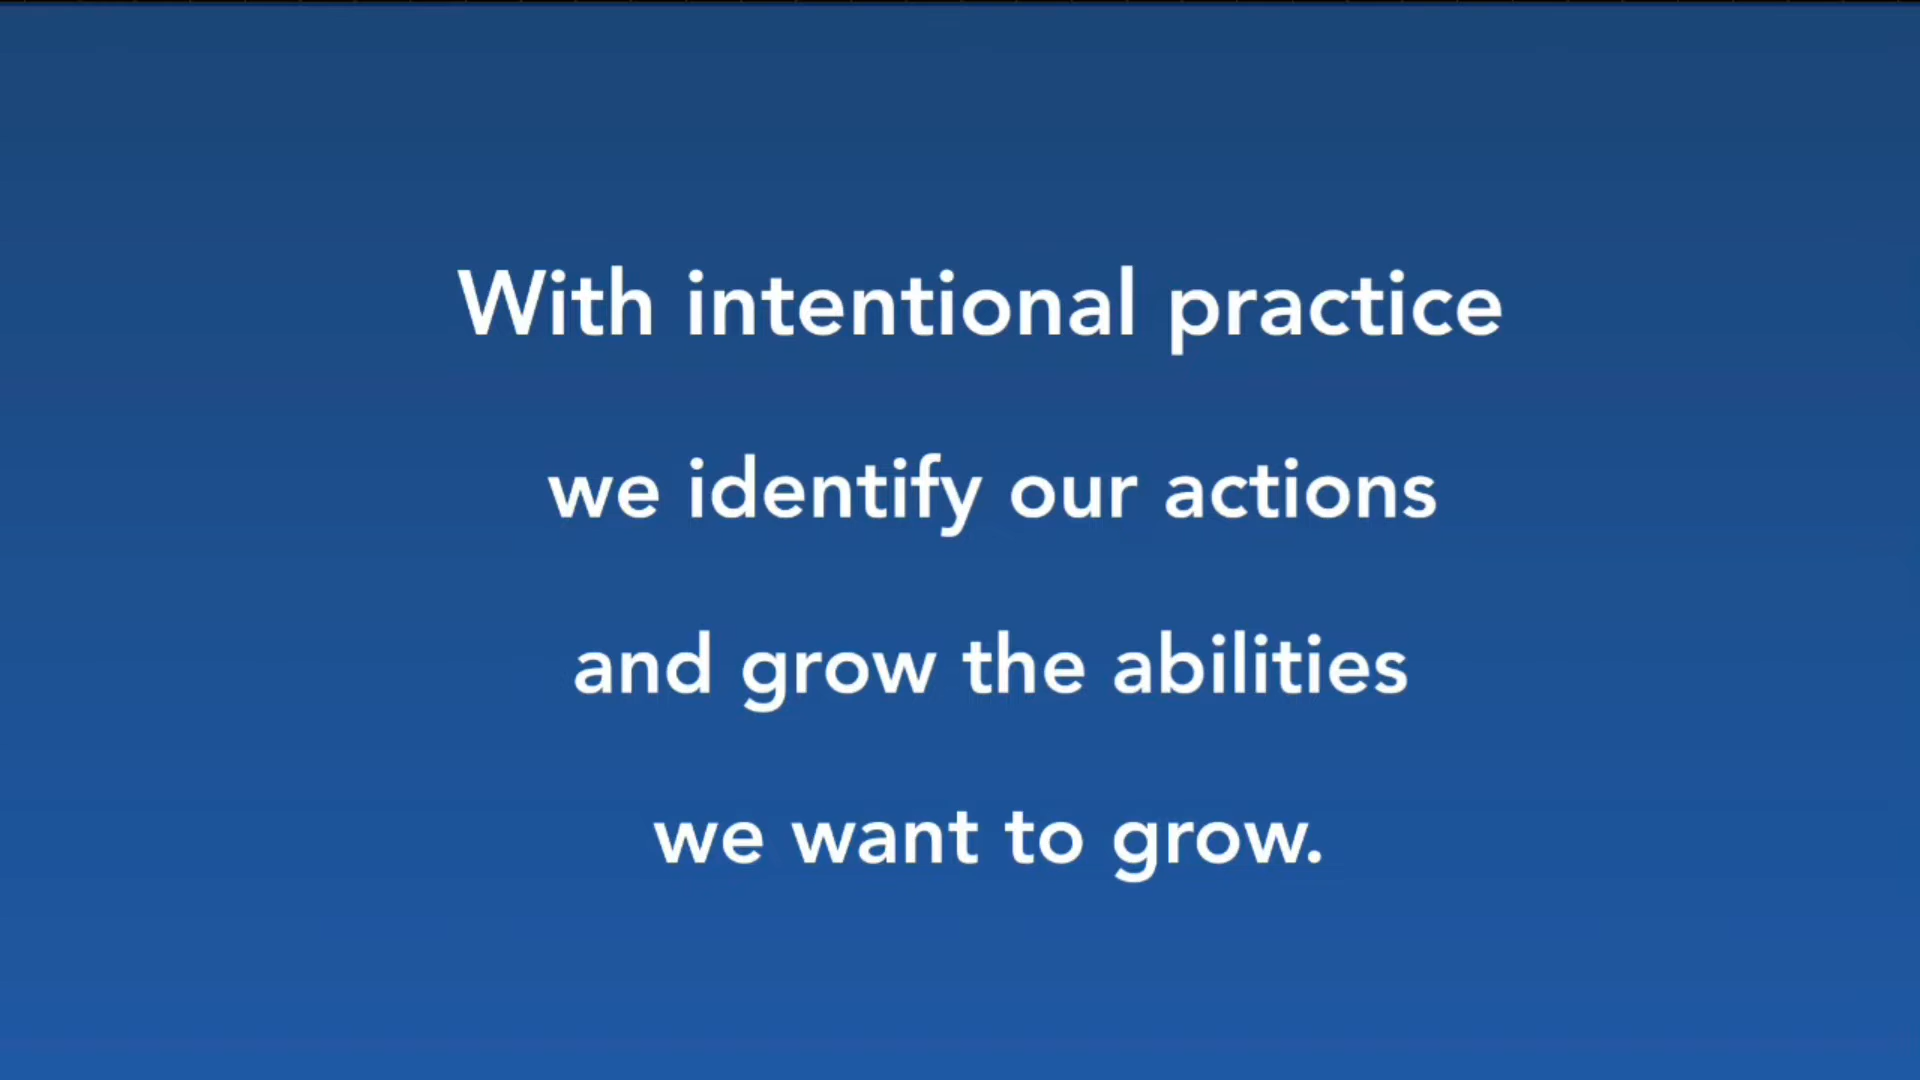 With intentional practice
we identify our actions
and grow the abilities
we want to grow.